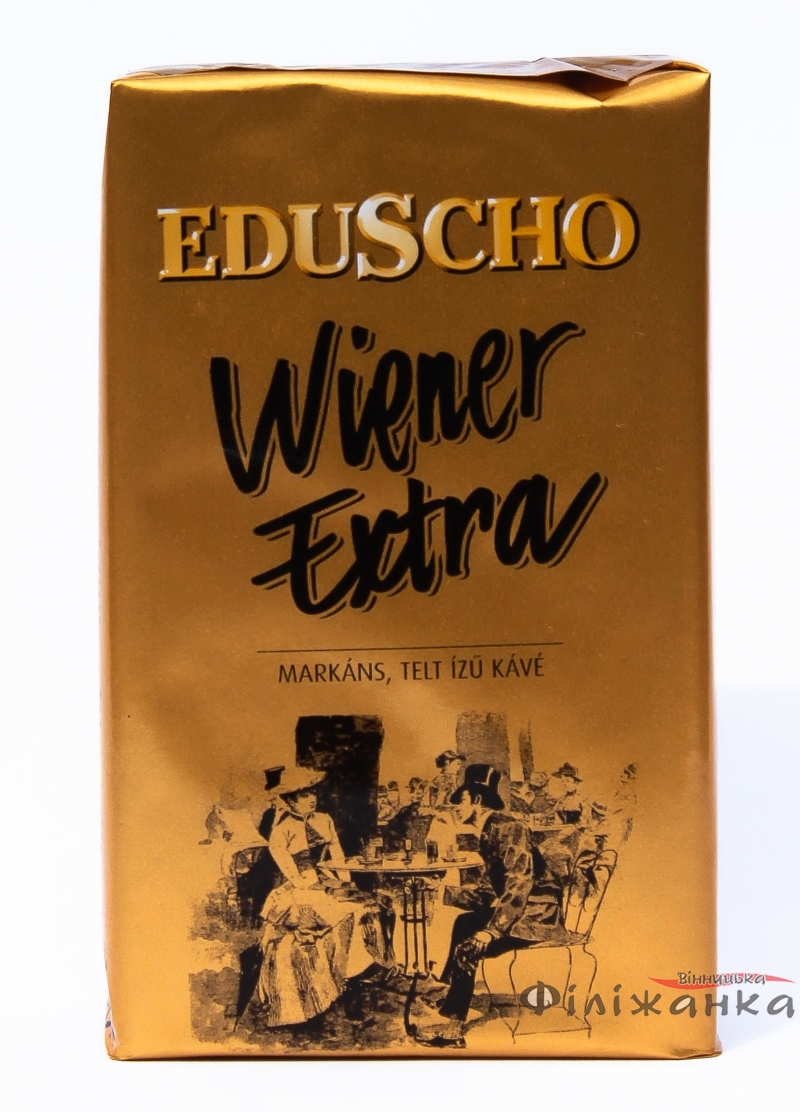 EDUSCHO
Wiener
Extra
MARKÁNS, TELT ÍZŰ KÁVÉ
Вінницька
Філіжанка